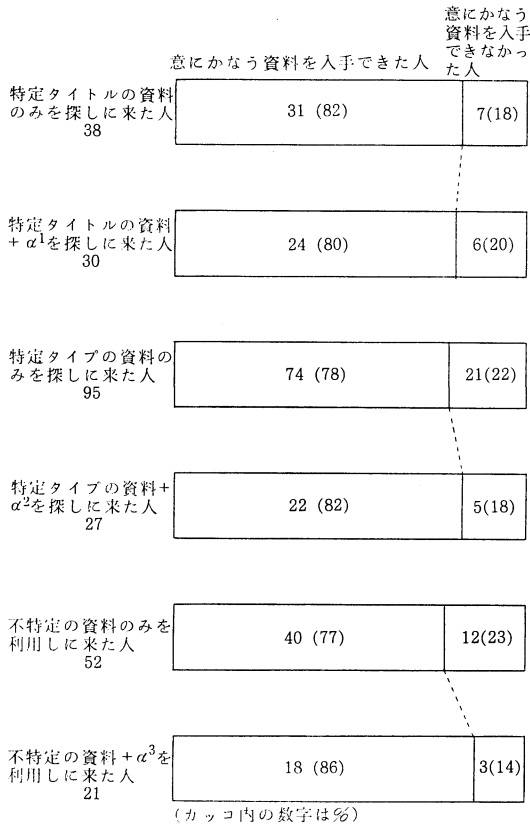 意にかなう資料を入手できた人
意にかなう
資料を入手
できなかっ
た人
特定タイトルの資料
のみを探しに来た人
38
31 (82)
7(18)
特定タイトルの資料
+α¹を探しに来た人
30
24 (80)
6(20)
特定タイプの資料の
みを探しに来た人
95
74 (78)
21(22)
特定タイプの資料+
α²を探しに来た人
27
22 (82)
5(18)
不特定の資料のみを
利用しに来た人
52
40 (77)
12(23)
不特定の資料+α³を
利用しに来た人
21
18 (86)
3(14)
(カッコ内の数字は%)